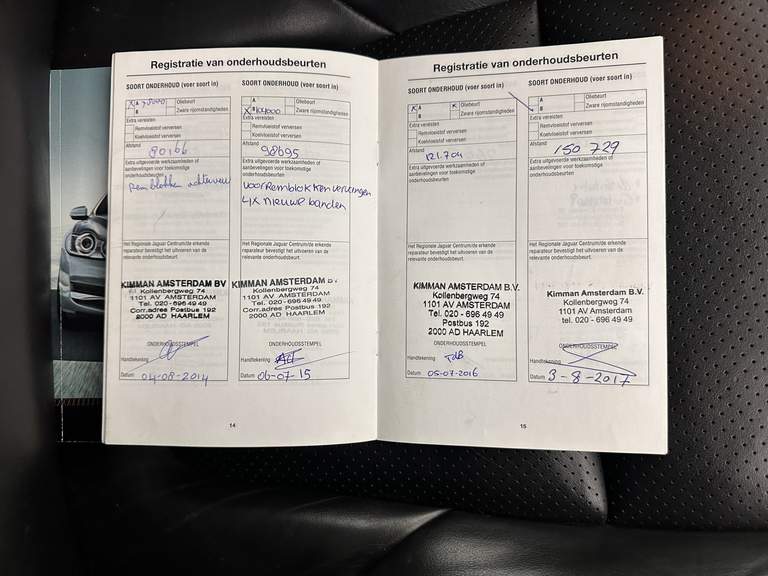 Registratie van onderhoudsbeurten
SOORT ONDERHOUD (voer soort in)
X A 75000 Oliebeurt
B Zware rijomstandigheden
Extra vereisten
Remvloeistof verversen
Koelvloeistof verversen
Afstand
80166
Extra uitgevoerde werkzaamheden of
aanbevelingen voor toekomstige
onderhoudsbeurten
remblokken achter
Het Regionale Jaguar Centrum/de erkende
reparateur bevestigt het uitvoeren van de
relevante onderhoudsbeurt.
KIMMAN AMSTERDAM BV
Kollenbergweg 74
1101 AV AMSTERDAM
Tel. 020 - 696 49 49
Corr.adres Postbus 192
2000 AD HAARLEM
ONDERHOUDSSTEMPEL
Handtekening
Datum 04-08-2014
SOORT ONDERHOUD (voer soort in)
A Oliebeurt
X B Zware rijomstandigheden
Extra vereisten
Remvloeistof verversen
Koelvloeistof verversen
Afstand
98695
Extra uitgevoerde werkzaamheden of
aanbevelingen voor toekomstige
onderhoudsbeurten
voorremblokken vervangen
4x nieuwe banden
Het Regionale Jaguar Centrum/de erkende
reparateur bevestigt het uitvoeren van de
relevante onderhoudsbeurt.
KIMMAN AMSTERDAM BV
Kollenbergweg 74
1101 AV AMSTERDAM
Tel. 020 - 696 49 49
Corr.adres Postbus 192
2000 AD HAARLEM
ONDERHOUDSSTEMPEL
Handtekening
Datum 06-07 15
14
Registratie van onderhoudsbeurten
SOORT ONDERHOUD (voer soort in)
X A X Oliebeurt
B Zware rijomstandigheden
Extra vereisten
Remvloeistof verversen
Koelvloeistof verversen
Afstand
121.704
Extra uitgevoerde werkzaamheden of
aanbevelingen voor toekomstige
onderhoudsbeurten
Het Regionale Jaguar Centrum/de erkende
reparateur bevestigt het uitvoeren van de
relevante onderhoudsbeurt.
KIMMAN AMSTERDAM B.V.
Kollenbergweg 74
1101 AV AMSTERDAM
Tel. 020 - 696 49 49
Postbus 192
2000 AD HAARLEM
ONDERHOUDSSTEMPEL
Handtekening
Datum 05-07-2016
SOORT ONDERHOUD (voer soort in)
A Oliebeurt
B Zware rijomstandigheden
Extra vereisten
Remvloeistof verversen
Koelvloeistof verversen
Afstand
150 729
Extra uitgevoerde werkzaamheden of
aanbevelingen voor toekomstige
onderhoudsbeurten
Het Regionale Jaguar Centrum/de erkende
reparateur bevestigt het uitvoeren van de
relevante onderhoudsbeurt.
Kimman Amsterdam B.V.
Kollenbergweg 74
1101 AV Amsterdam
tel. 020 - 696 49 49
ONDERHOUDSSTEMPEL
Handtekening
Datum 3-8-2017
15